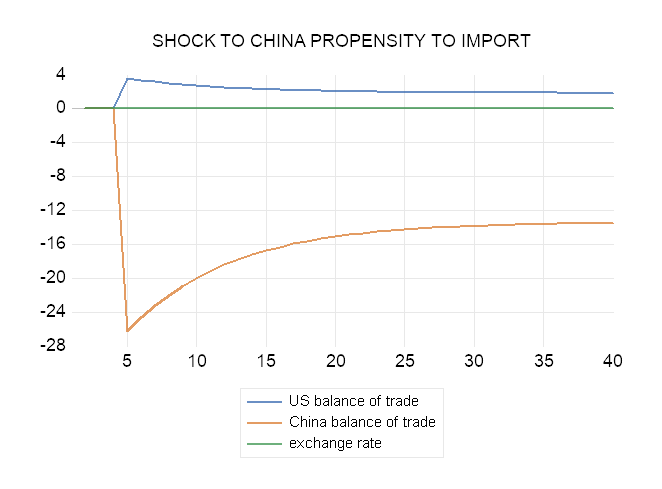 SHOCK TO CHINA PROPENSITY TO IMPORT
4
0
-4
-8
-12
-16
-20
-24
-28
5 10 15 20 25 30 35 40
US balance of trade
China balance of trade
exchange rate